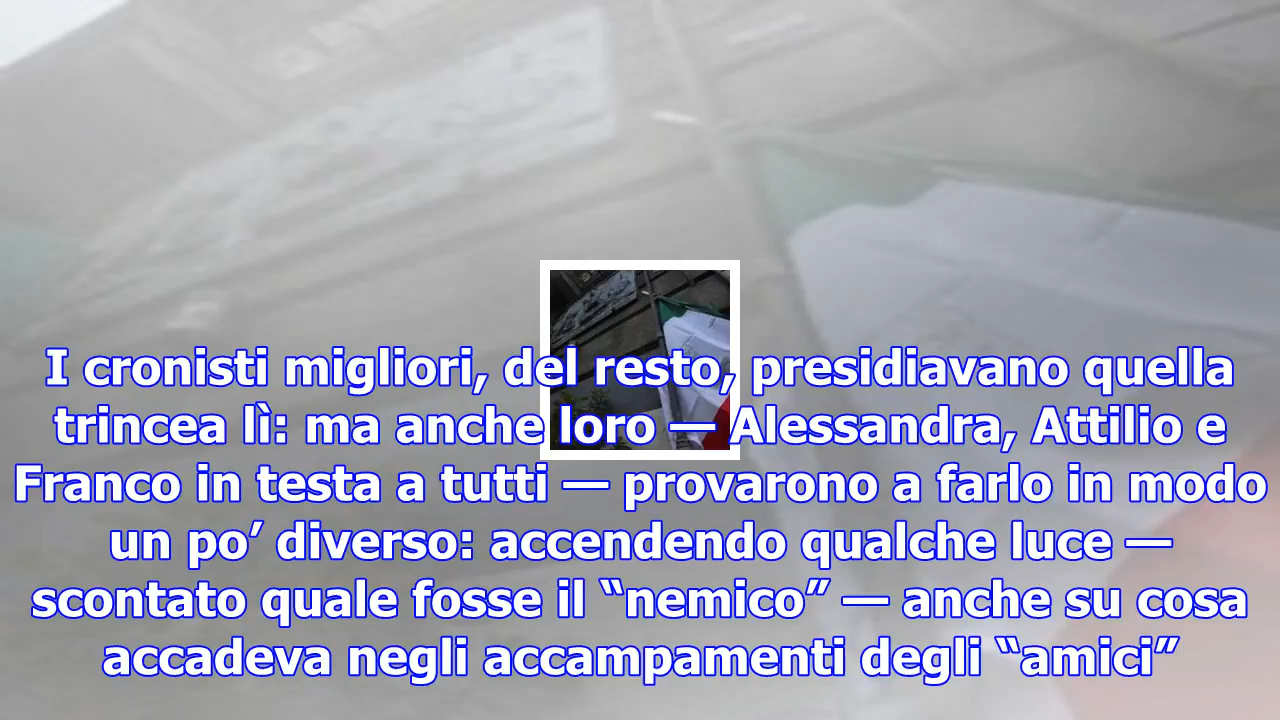 I cronisti migliori, del resto, presidiavano quella
trincea lì: ma anche loro — Alessandra, Attilio e
Franco in testa a tutti — provarono a farlo in modo
un po’ diverso: accendendo qualche luce —
scontato quale fosse il “nemico” — anche su cosa
accadeva negli accampamenti degli “amici”